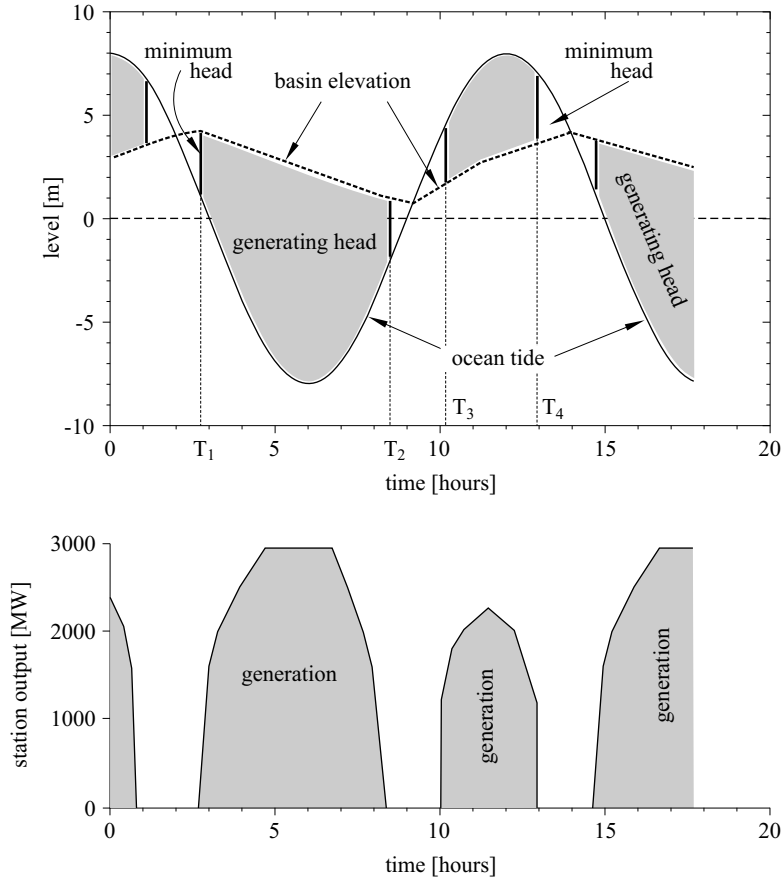 10
5
0
-5
-10
level [m]
minimum
head
basin elevation
minimum
head
generating head
generating head
ocean tide
T3
T4
0
5
10
15
20
T1
T2
time [hours]
3000
2000
1000
0
station output [MW]
generation
generation
generation
0
5
10
15
20
time [hours]